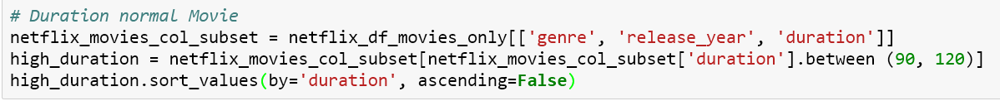 # Duration normal Movie
netflix_movies_col_subset = netflix_df_movies_only[['genre', 'release_year', 'duration']]
high_duration = netflix_movies_col_subset[netflix_movies_col_subset['duration'].between (90, 120)]
high_duration.sort_values(by='duration', ascending=False)